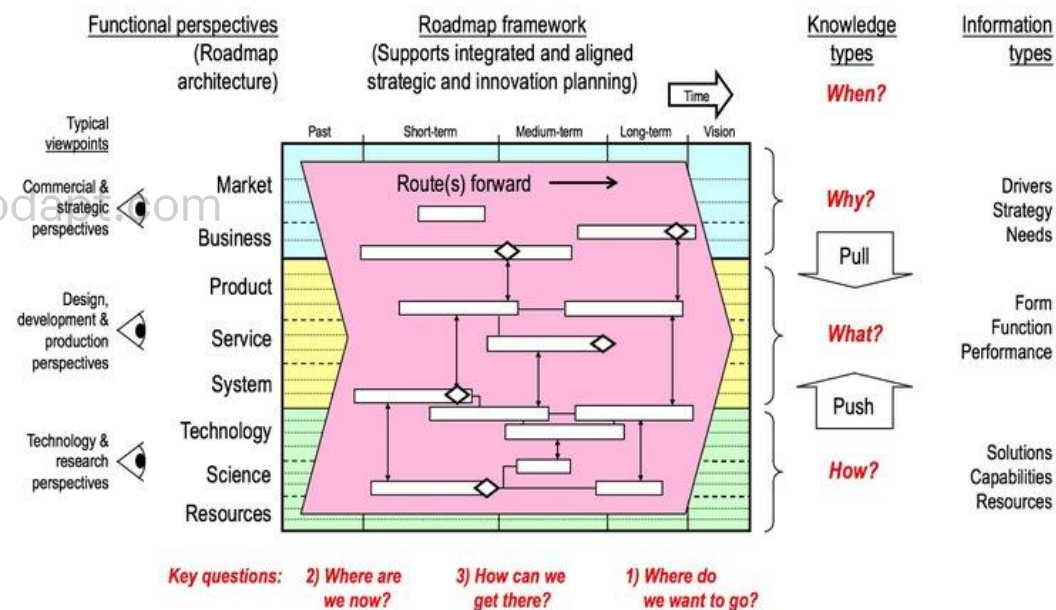 Functional perspectives
(Roadmap
architecture)
Roadmap framework
(Supports integrated and aligned
strategic and innovation planning)
Time
Knowledge
types
When?
Information
types
Typical
viewpoints
Past
Short-term
Medium-term
Long-term
Vision
Commercial &
strategic
perspectives
odapt.com
Market
Business
Route(s) forward
Why?
Drivers
Strategy
Needs
Pull
Design,
development &
production
perspectives
Product
Service
System
What?
Form
Function
Performance
Push
Technology &
research
perspectives
Technology
Science
Resources
How?
Solutions
Capabilities
Resources
Key questions:
2) Where are
we now?
3) How can we
get there?
1) Where do
we want to go?